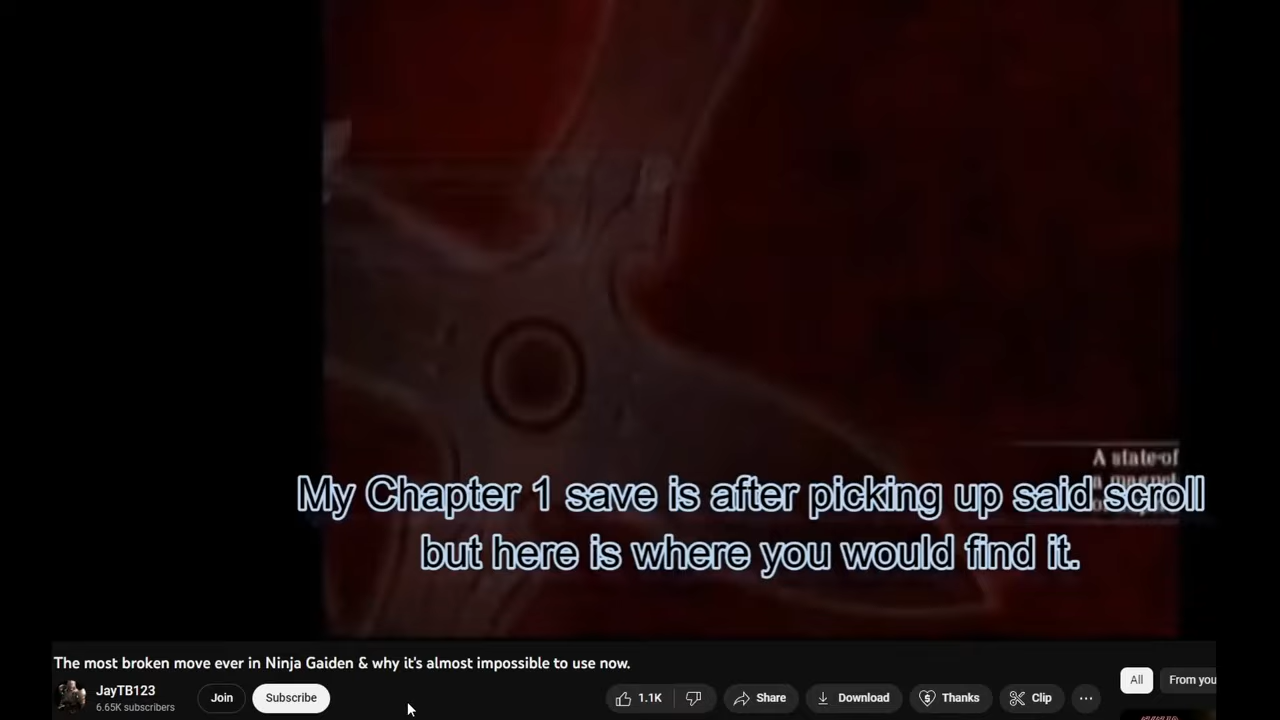 A state of
My Chapter 1 save is after picking up said scroll
but here is where you would find it.
The most broken move ever in Ninja Gaiden & why it's almost impossible to use now.
JayTB123
6.65K subscribers
Join
Subscribe
1.1K
Share
Download
Thanks
Clip
All
From you